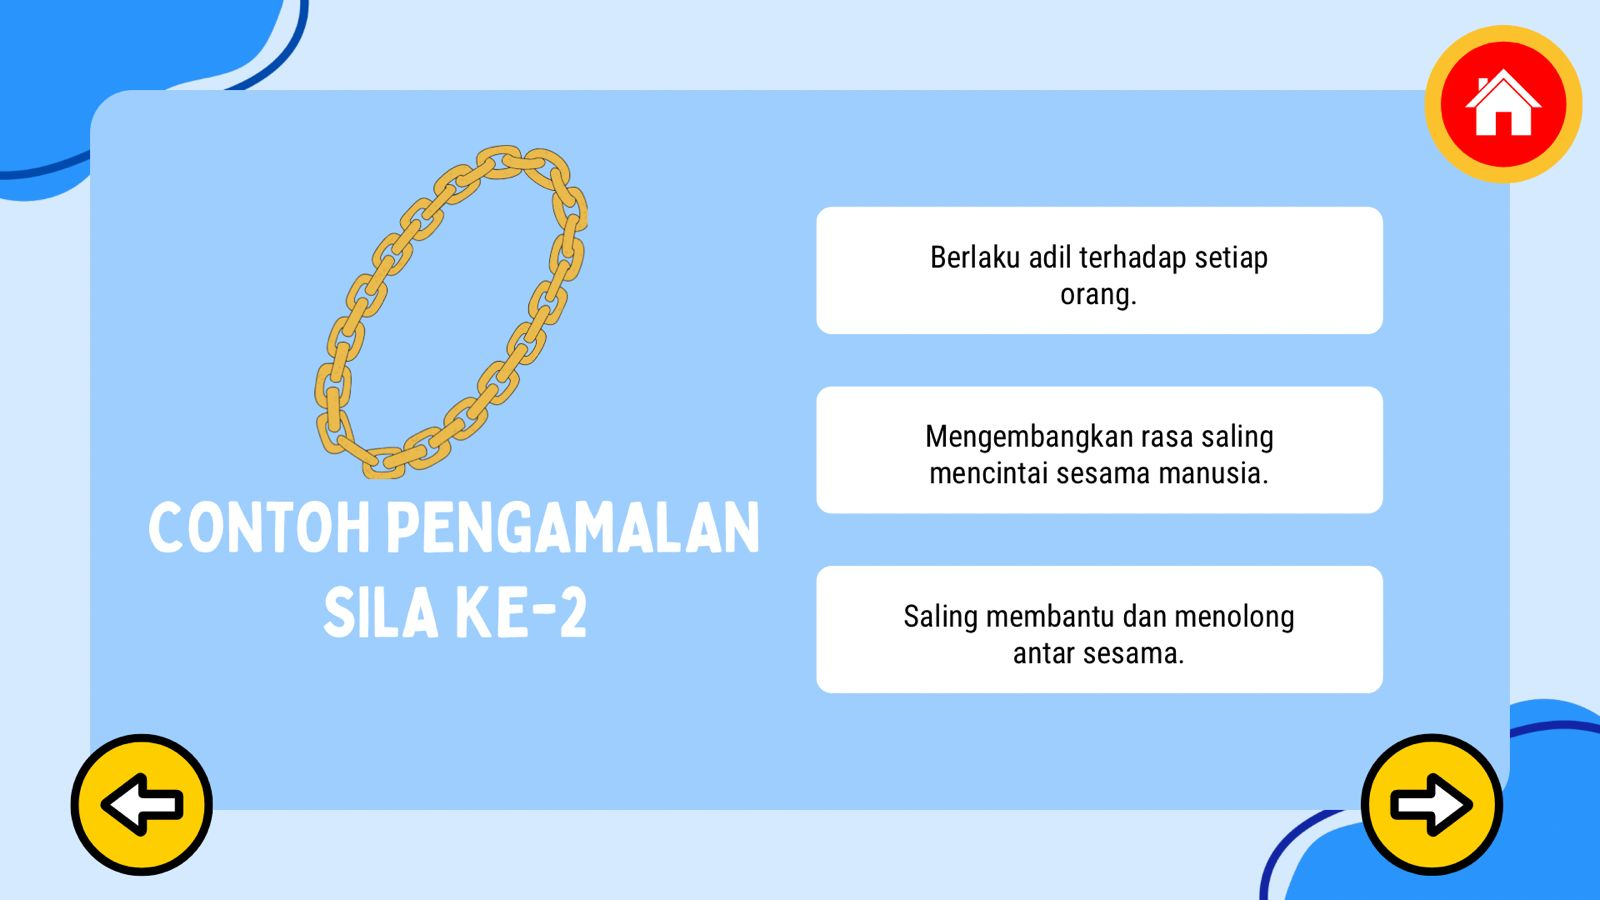 CONTOH PENGAMALAN
SILA KE-2
Berlaku adil terhadap setiap
orang.
Mengembangkan rasa saling
mencintai sesama manusia.
Saling membantu dan menolong
antar sesama.